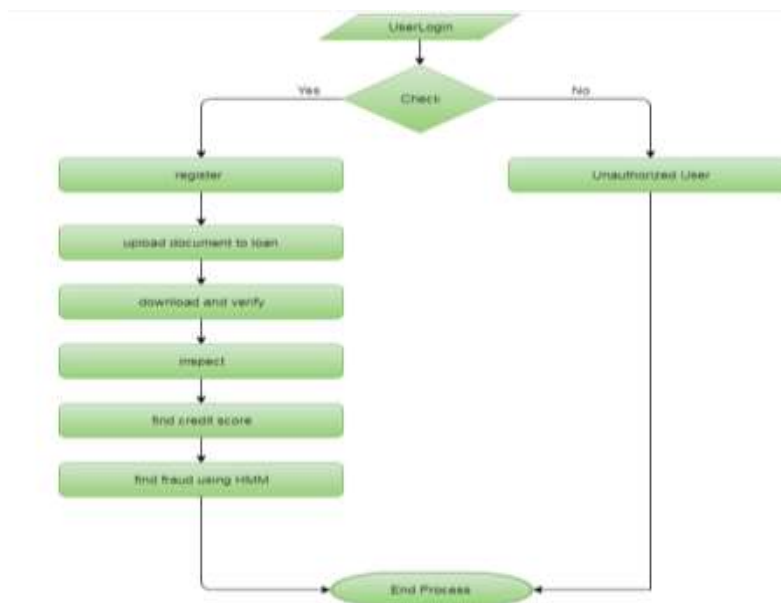 UserLogin
Check
Yes
No
register
Unauthorized User
upload document to loan
download and verify
inspect
find credit score
find fraud using HMM
End Process